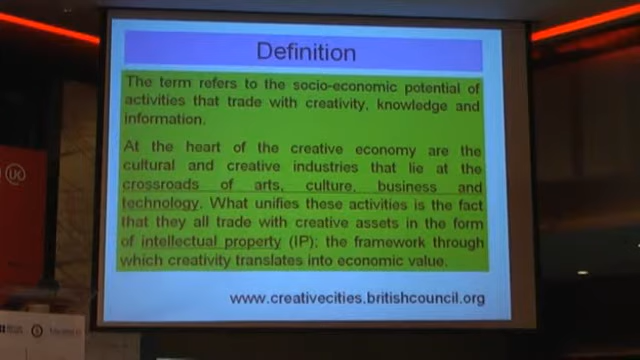 Definition
The term refers to the socio-economic potential of
activities that trade with creativity, knowledge and
information.
At the heart of the creative economy are the
cultural and creative industries that lie at the
crossroads of arts, culture, business and
technology. What unifies these activities is the fact
that they all trade with creative assets in the form
of intellectual property (IP); the framework through
which creativity translates into economic value.
www.creativecities.britishcouncil.org
UK